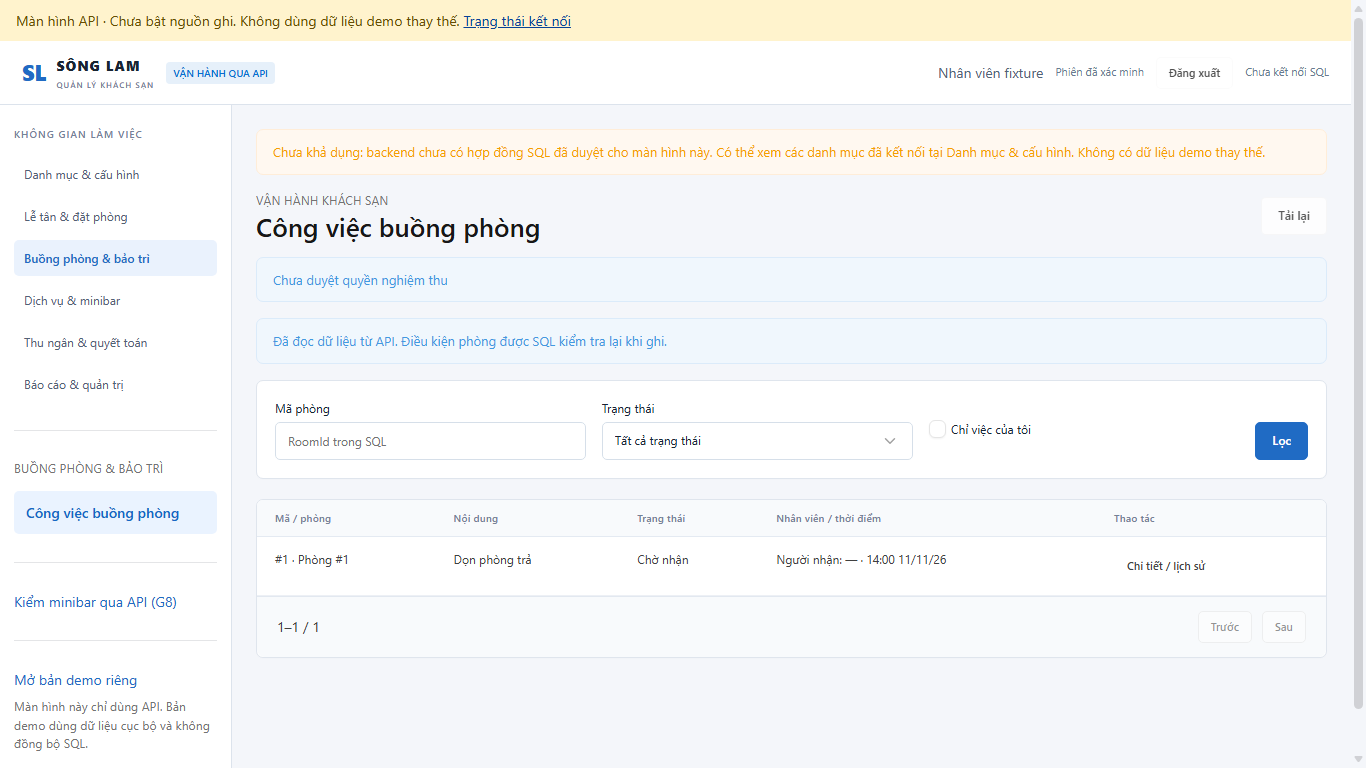 Màn hình API · Chưa bật nguồn ghi. Không dùng dữ liệu demo thay thế. Trạng thái kết nối
SL
SÔNG LAM
QUẢN LÝ KHÁCH SẠN
VẬN HÀNH QUA API
Nhân viên fixture
Phiên đã xác minh
Đăng xuất
Chưa kết nối SQL
KHÔNG GIAN LÀM VIỆC
Danh mục & cấu hình
Lễ tân & đặt phòng
Buồng phòng & bảo trì
Dịch vụ & minibar
Thu ngân & quyết toán
Báo cáo & quản trị
BUỒNG PHÒNG & BẢO TRÌ
Công việc buồng phòng
Kiểm minibar qua API (G8)
Mở bản demo riêng
Màn hình này chỉ dùng API. Bản
demo dùng dữ liệu cục bộ và không
đồng bộ SQL.
Chưa khả dụng: backend chưa có hợp đồng SQL đã duyệt cho màn hình này. Có thể xem các danh mục đã kết nối tại Danh mục & cấu hình. Không có dữ liệu demo thay thế.
VẬN HÀNH KHÁCH SẠN
Công việc buồng phòng
Tải lại
Chưa duyệt quyền nghiệm thu
Đã đọc dữ liệu từ API. Điều kiện phòng được SQL kiểm tra lại khi ghi.
Mã phòng
RoomId trong SQL
Trạng thái
Tất cả trạng thái
Chỉ việc của tôi
Lọc
Mã / phòng
Nội dung
Trạng thái
Nhân viên / thời điểm
Thao tác
#1 · Phòng #1
Dọn phòng trả
Chờ nhận
Người nhận: — · 14:00 11/11/26
Chi tiết / lịch sử
1–1 / 1
Trước
Sau